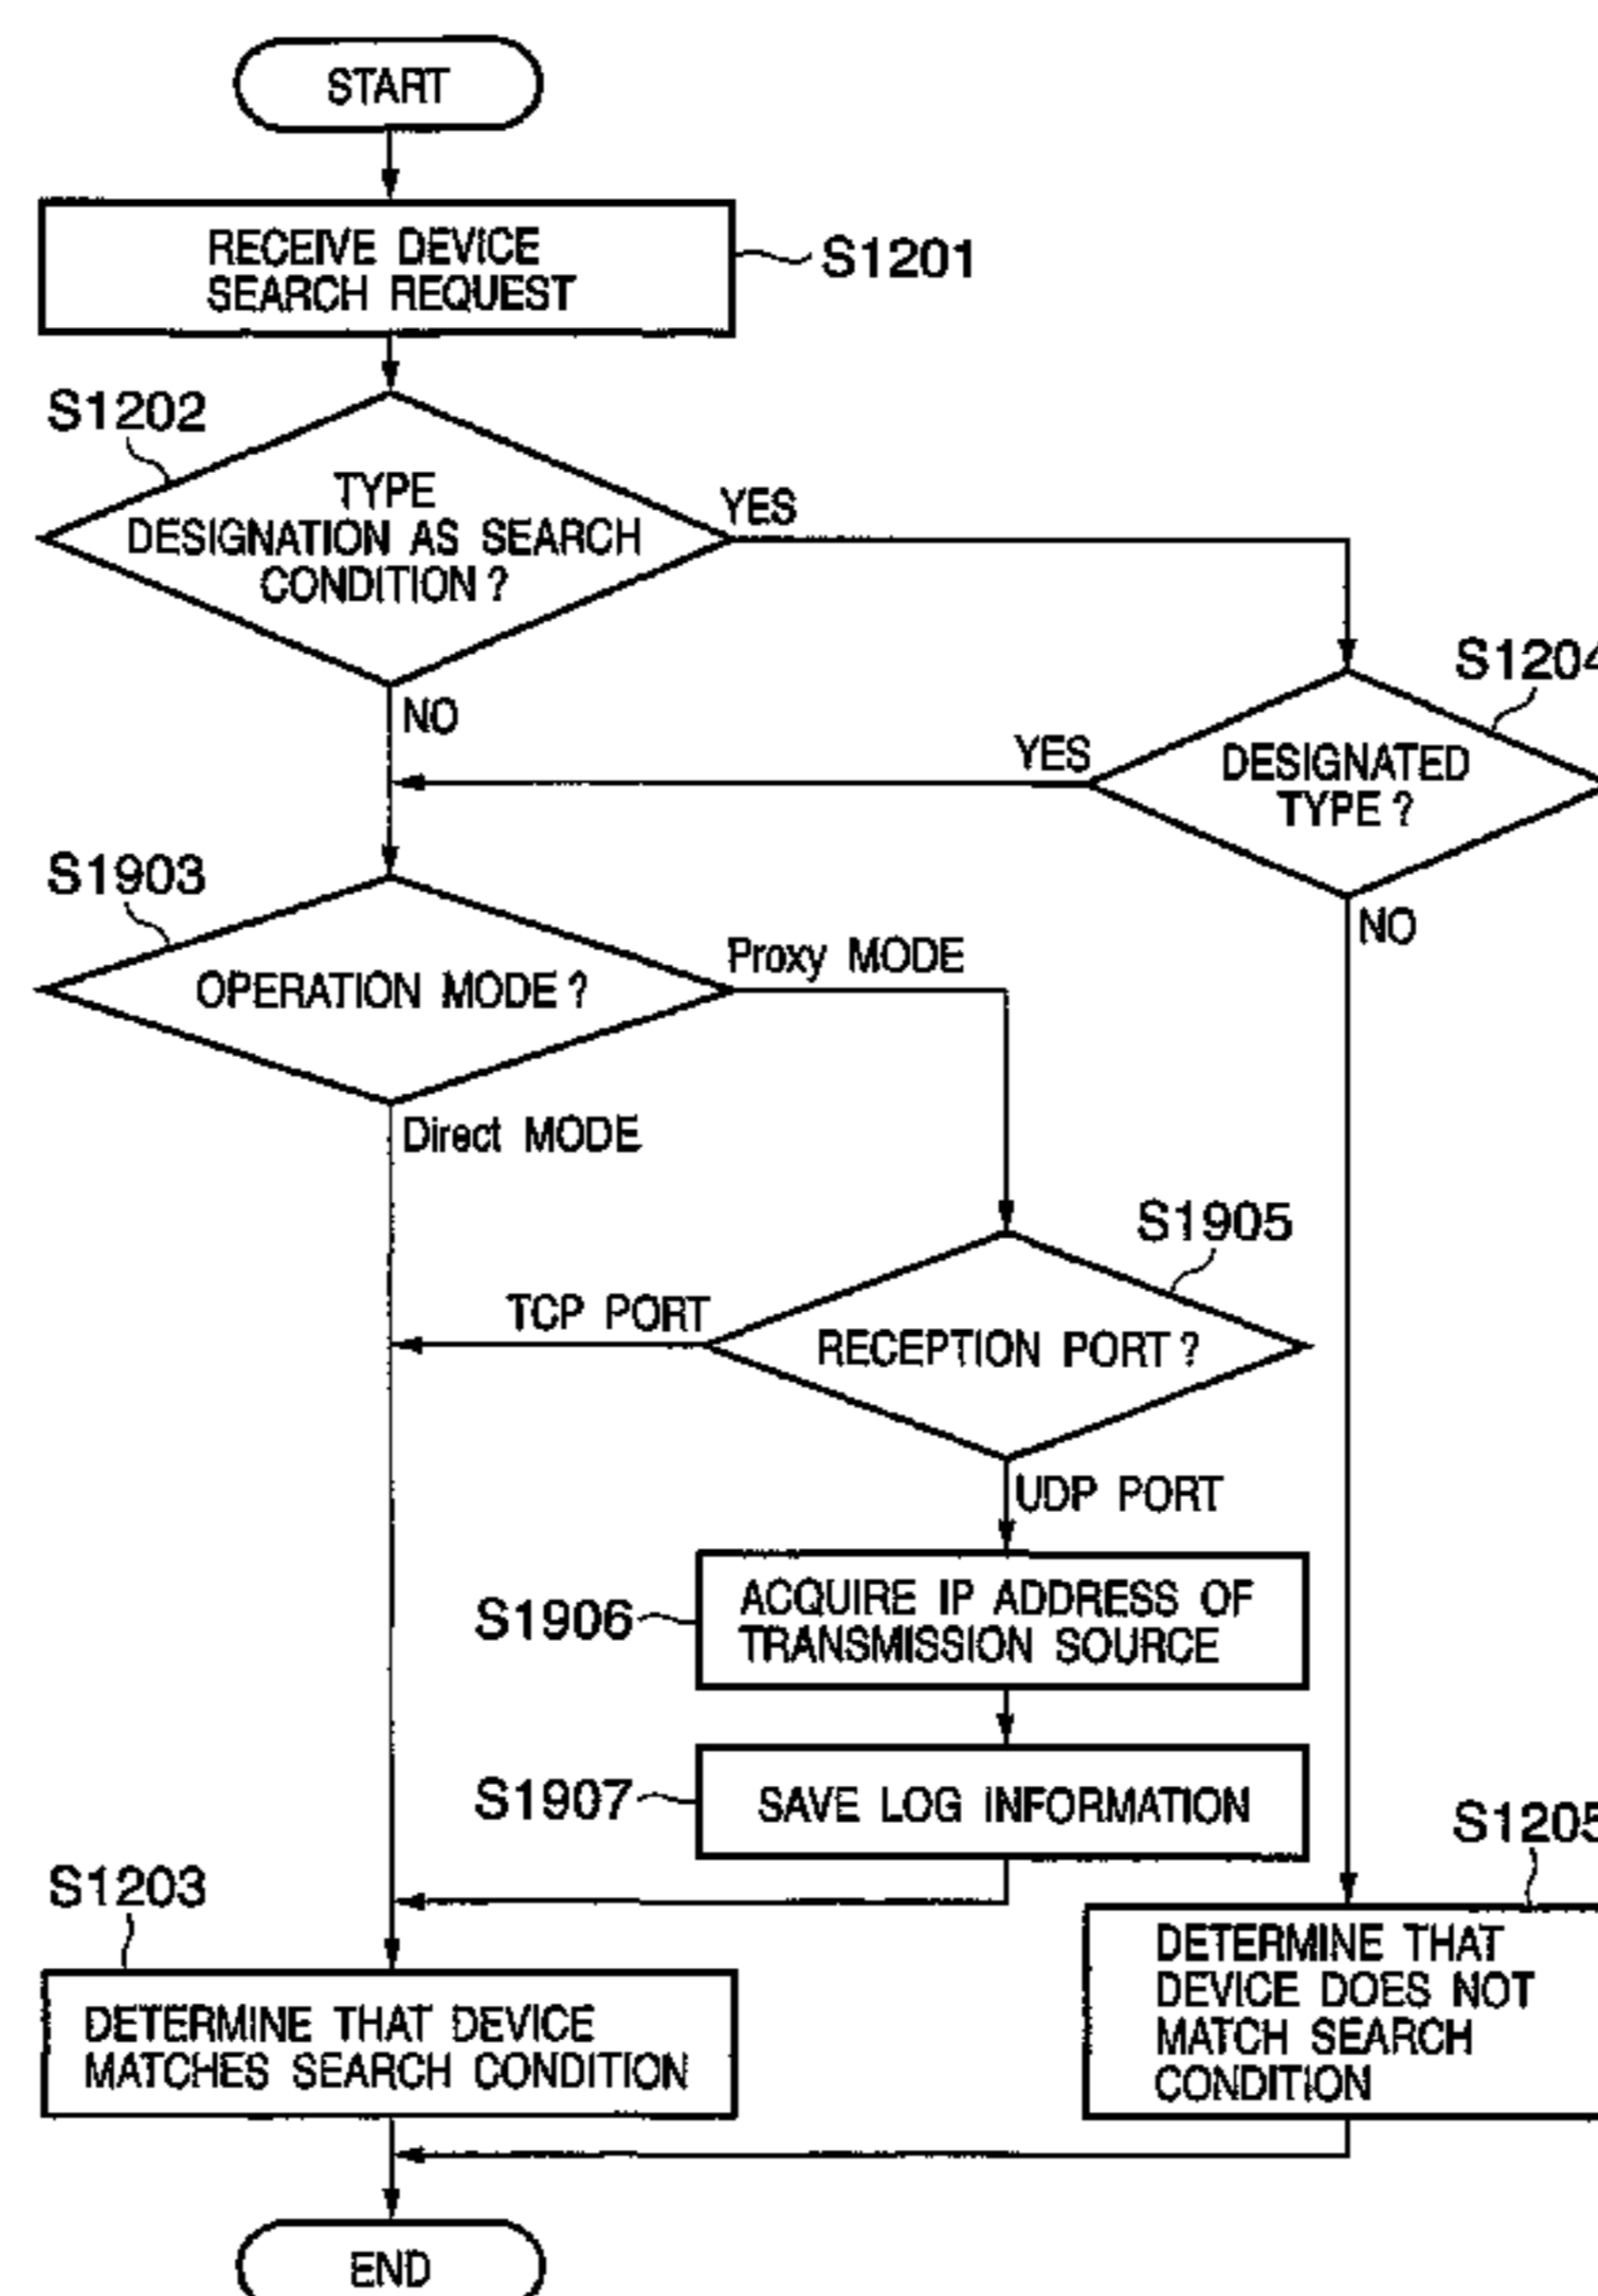 START
RECEIVE DEVICE
SEARCH REQUEST
S1201
S1202
TYPE
DESIGNATION AS SEARCH
CONDITION?
YES
NO
S1204
DESIGNATED
TYPE?
YES
NO
S1903
OPERATION MODE?
Proxy MODE
Direct MODE
S1905
RECEPTION PORT?
TCP PORT
UDP PORT
S1906
ACQUIRE IP ADDRESS OF
TRANSMISSION SOURCE
S1907
SAVE LOG INFORMATION
S1203
DETERMINE THAT DEVICE
MATCHES SEARCH CONDITION
S1205
DETERMINE THAT
DEVICE DOES NOT
MATCH SEARCH
CONDITION
END